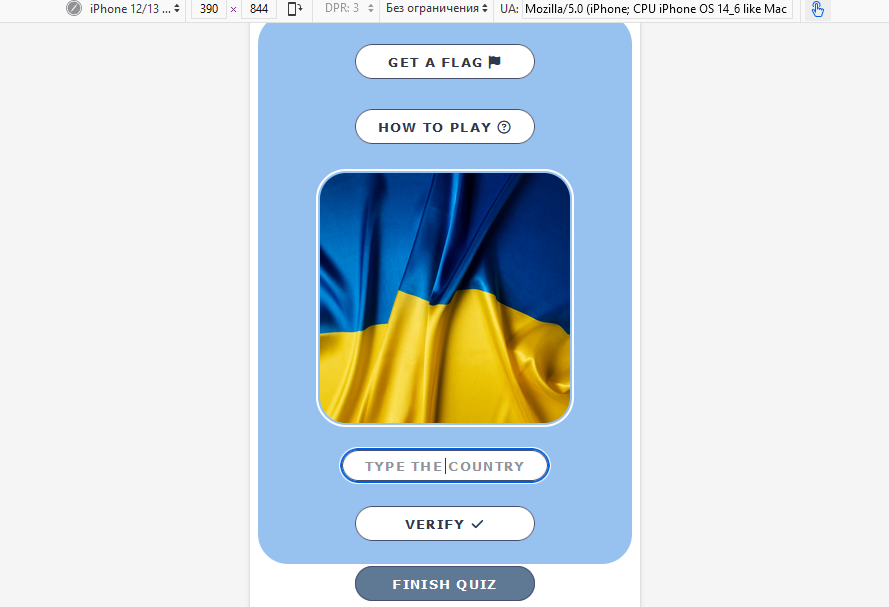 iPhone 12/13 ... 390 × 844 DPR: 3 Без ограничения UA: Mozilla/5.0 (iPhone; CPU iPhone OS 14_6 like Mac
GET A FLAG
HOW TO PLAY
TYPE THE COUNTRY
VERIFY
FINISH QUIZ